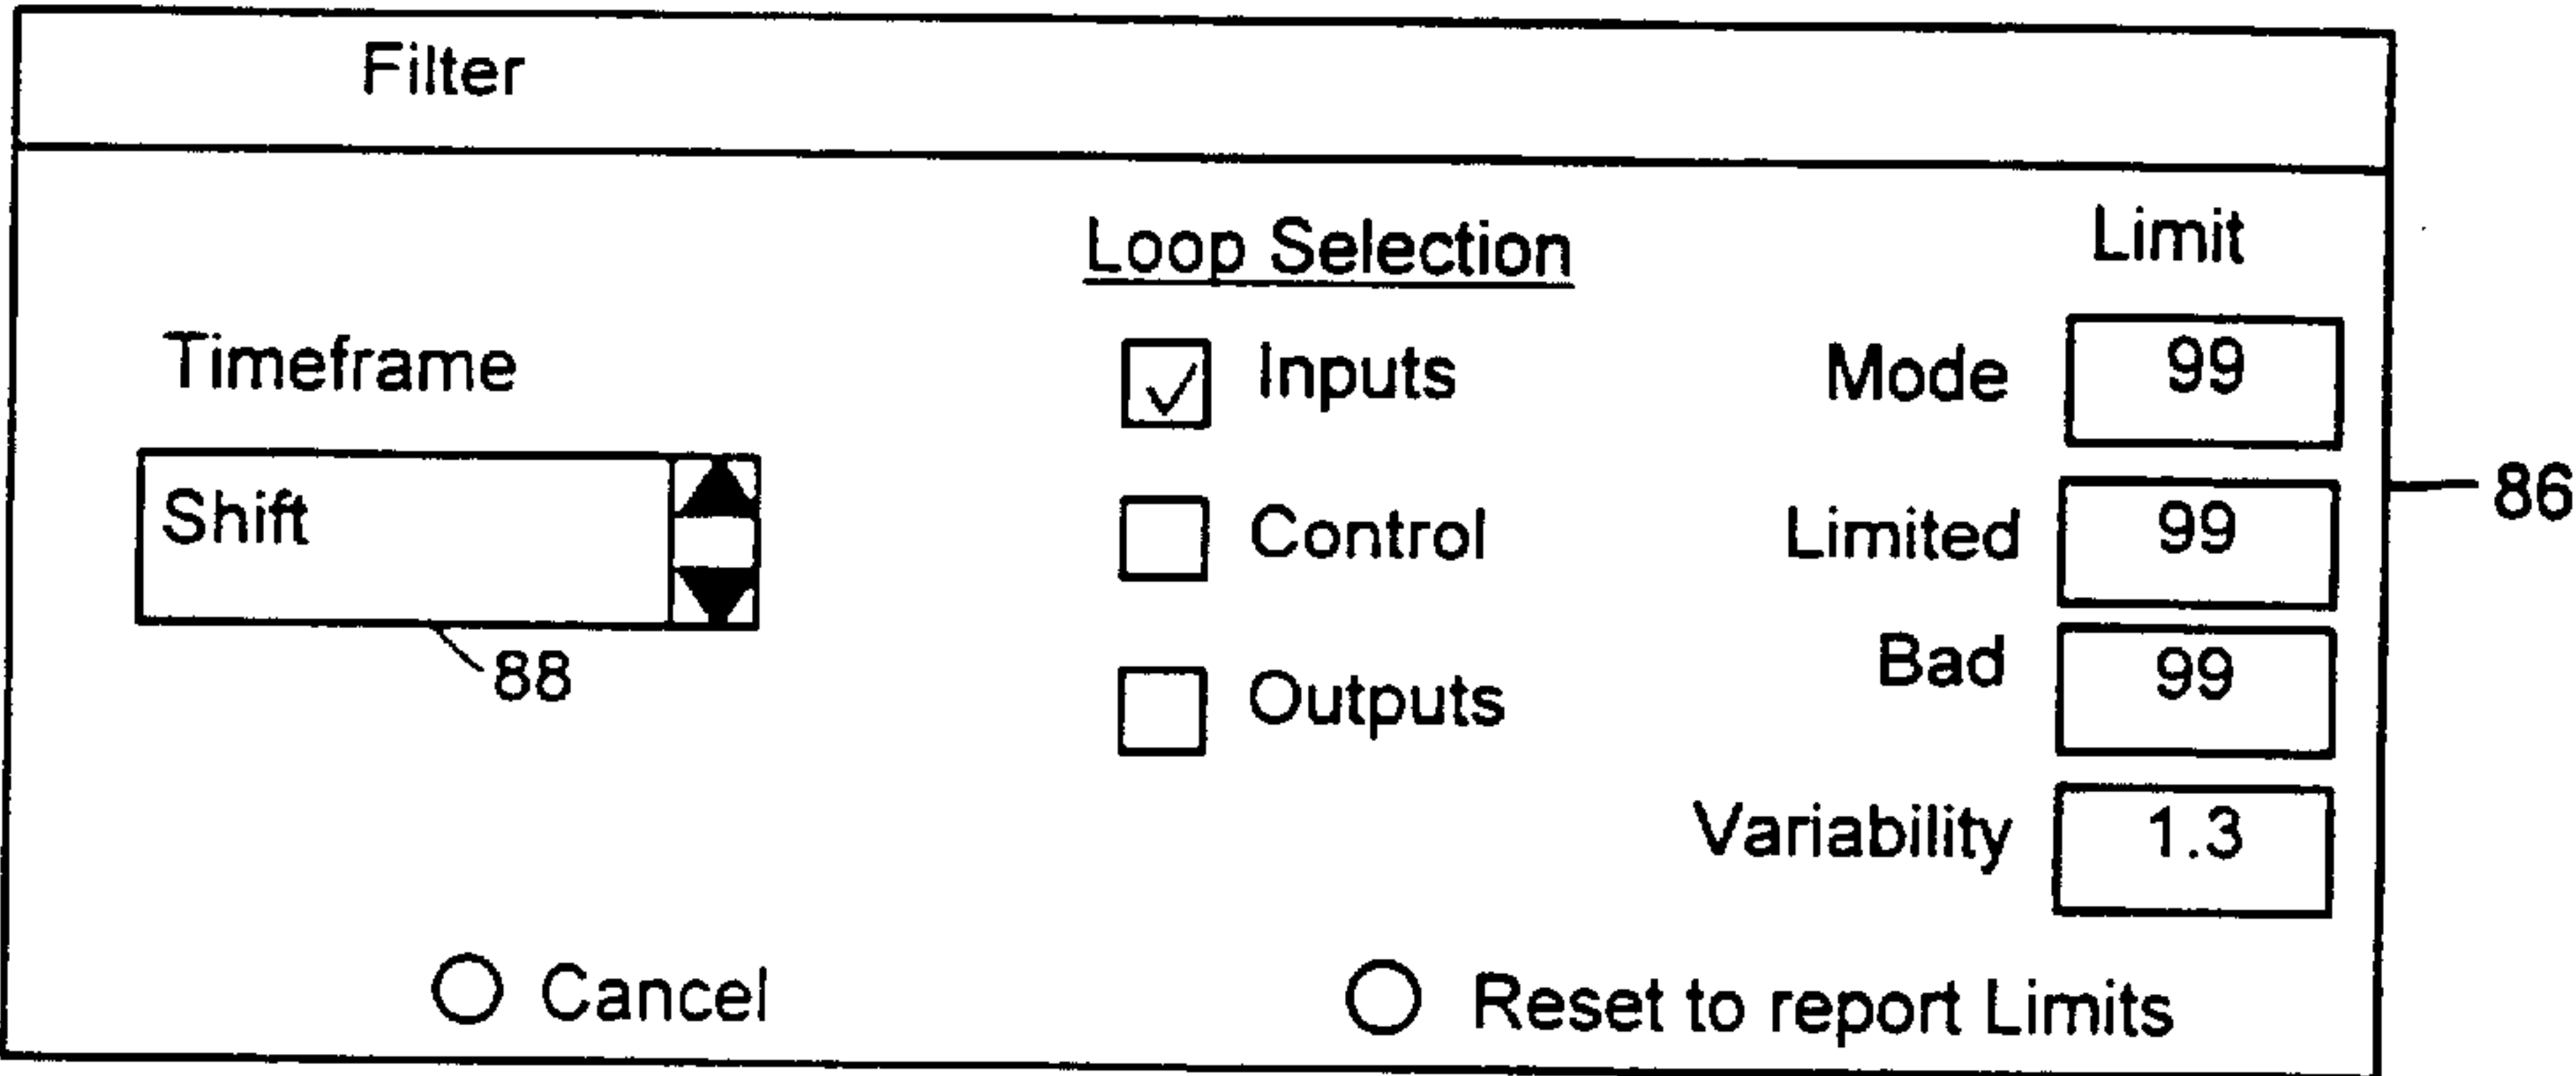 Filter
Loop Selection
Limit
Timeframe
Inputs
Mode
99
Shift
Control
Limited
99
86
88
Outputs
Bad
99
Variability
1.3
Cancel
Reset to report Limits